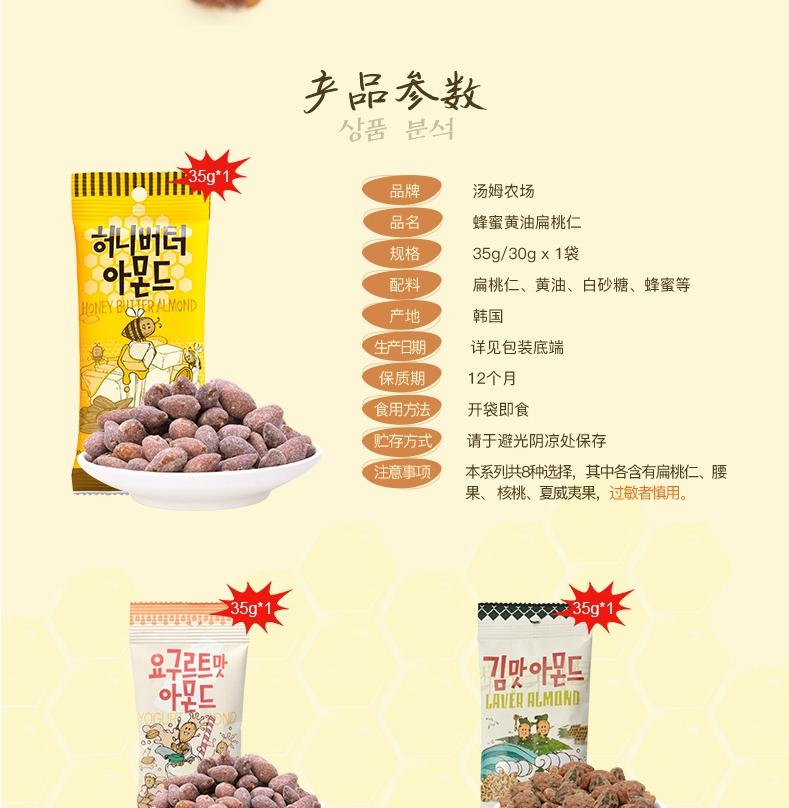 产品参数
상품 분석
35g*1
허니버터
아몬드
HONEY BUTTER ALMOND
品牌 汤姆农场
品名 蜂蜜黄油扁桃仁
规格 35g/30g x 1袋
配料 扁桃仁、黄油、白砂糖、蜂蜜等
产地 韩国
生产日期 详见包装底端
保质期 12个月
食用方法 开袋即食
贮存方式 请于避光阴凉处保存
注意事项 本系列共8种选择，其中各含有扁桃仁、腰
果、核桃、夏威夷果，过敏者慎用。
35g*1
요구르트맛
아몬드
35g*1
김맛아몬드
LAVER ALMOND